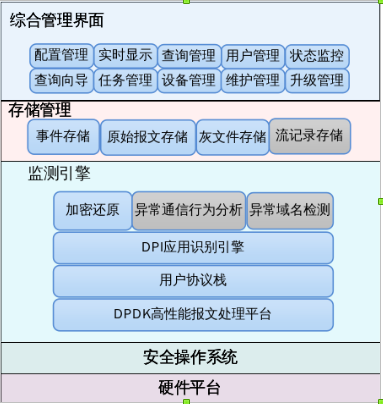 综合管理界面
配置管理 实时显示 查询管理 用户管理 状态监控
查询向导 任务管理 设备管理 维护管理 升级管理
存储管理
事件存储 原始报文存储 灰文件存储 流记录存储
监测引擎
加密还原 异常通信行为分析 异常域名检测
DPI应用识别引擎
用户协议栈
DPDK高性能报文处理平台
安全操作系统
硬件平台